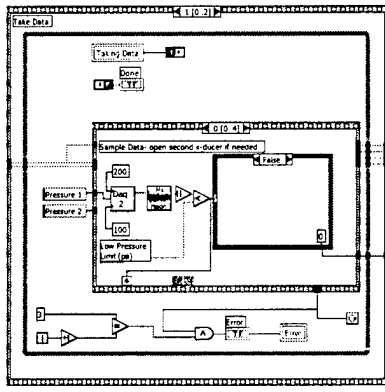 1 [0..2]
Take Data
Taking Data
Done
0 [0..4]
Sample Data- open second x-ducer if needed
False
200
Pressure 1
Daq
2
Pressure 2
100
0
Low Pressure
Limit (pa)
Error
Error